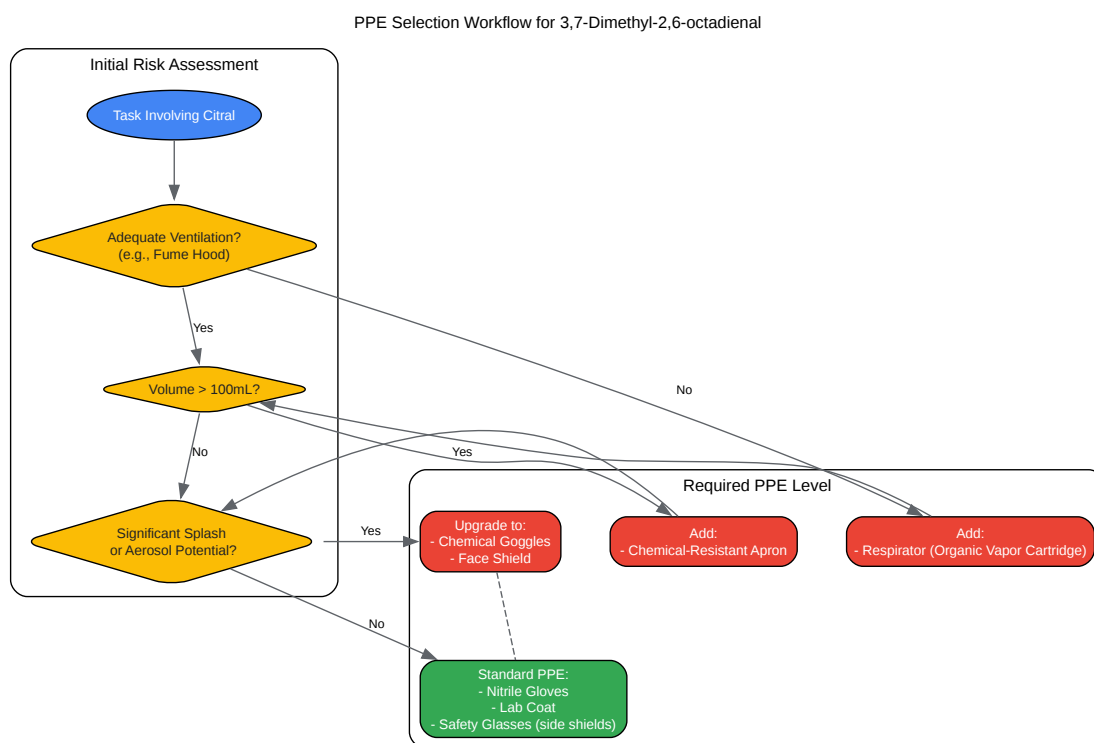 PPE Selection Workflow for 3,7-Dimethyl-2,6-octadienal
Initial Risk Assessment
Task Involving Citral
Adequate Ventilation?
(e.g., Fume Hood)
Yes
Volume > 100mL?
No
No
Yes
Required PPE Level
Significant Splash
or Aerosol Potential?
Yes
Upgrade to:
- Chemical Goggles
- Face Shield
Add:
- Chemical-Resistant Apron
Add:
- Respirator (Organic Vapor Cartridge)
No
Standard PPE:
- Nitrile Gloves
- Lab Coat
- Safety Glasses (side shields)